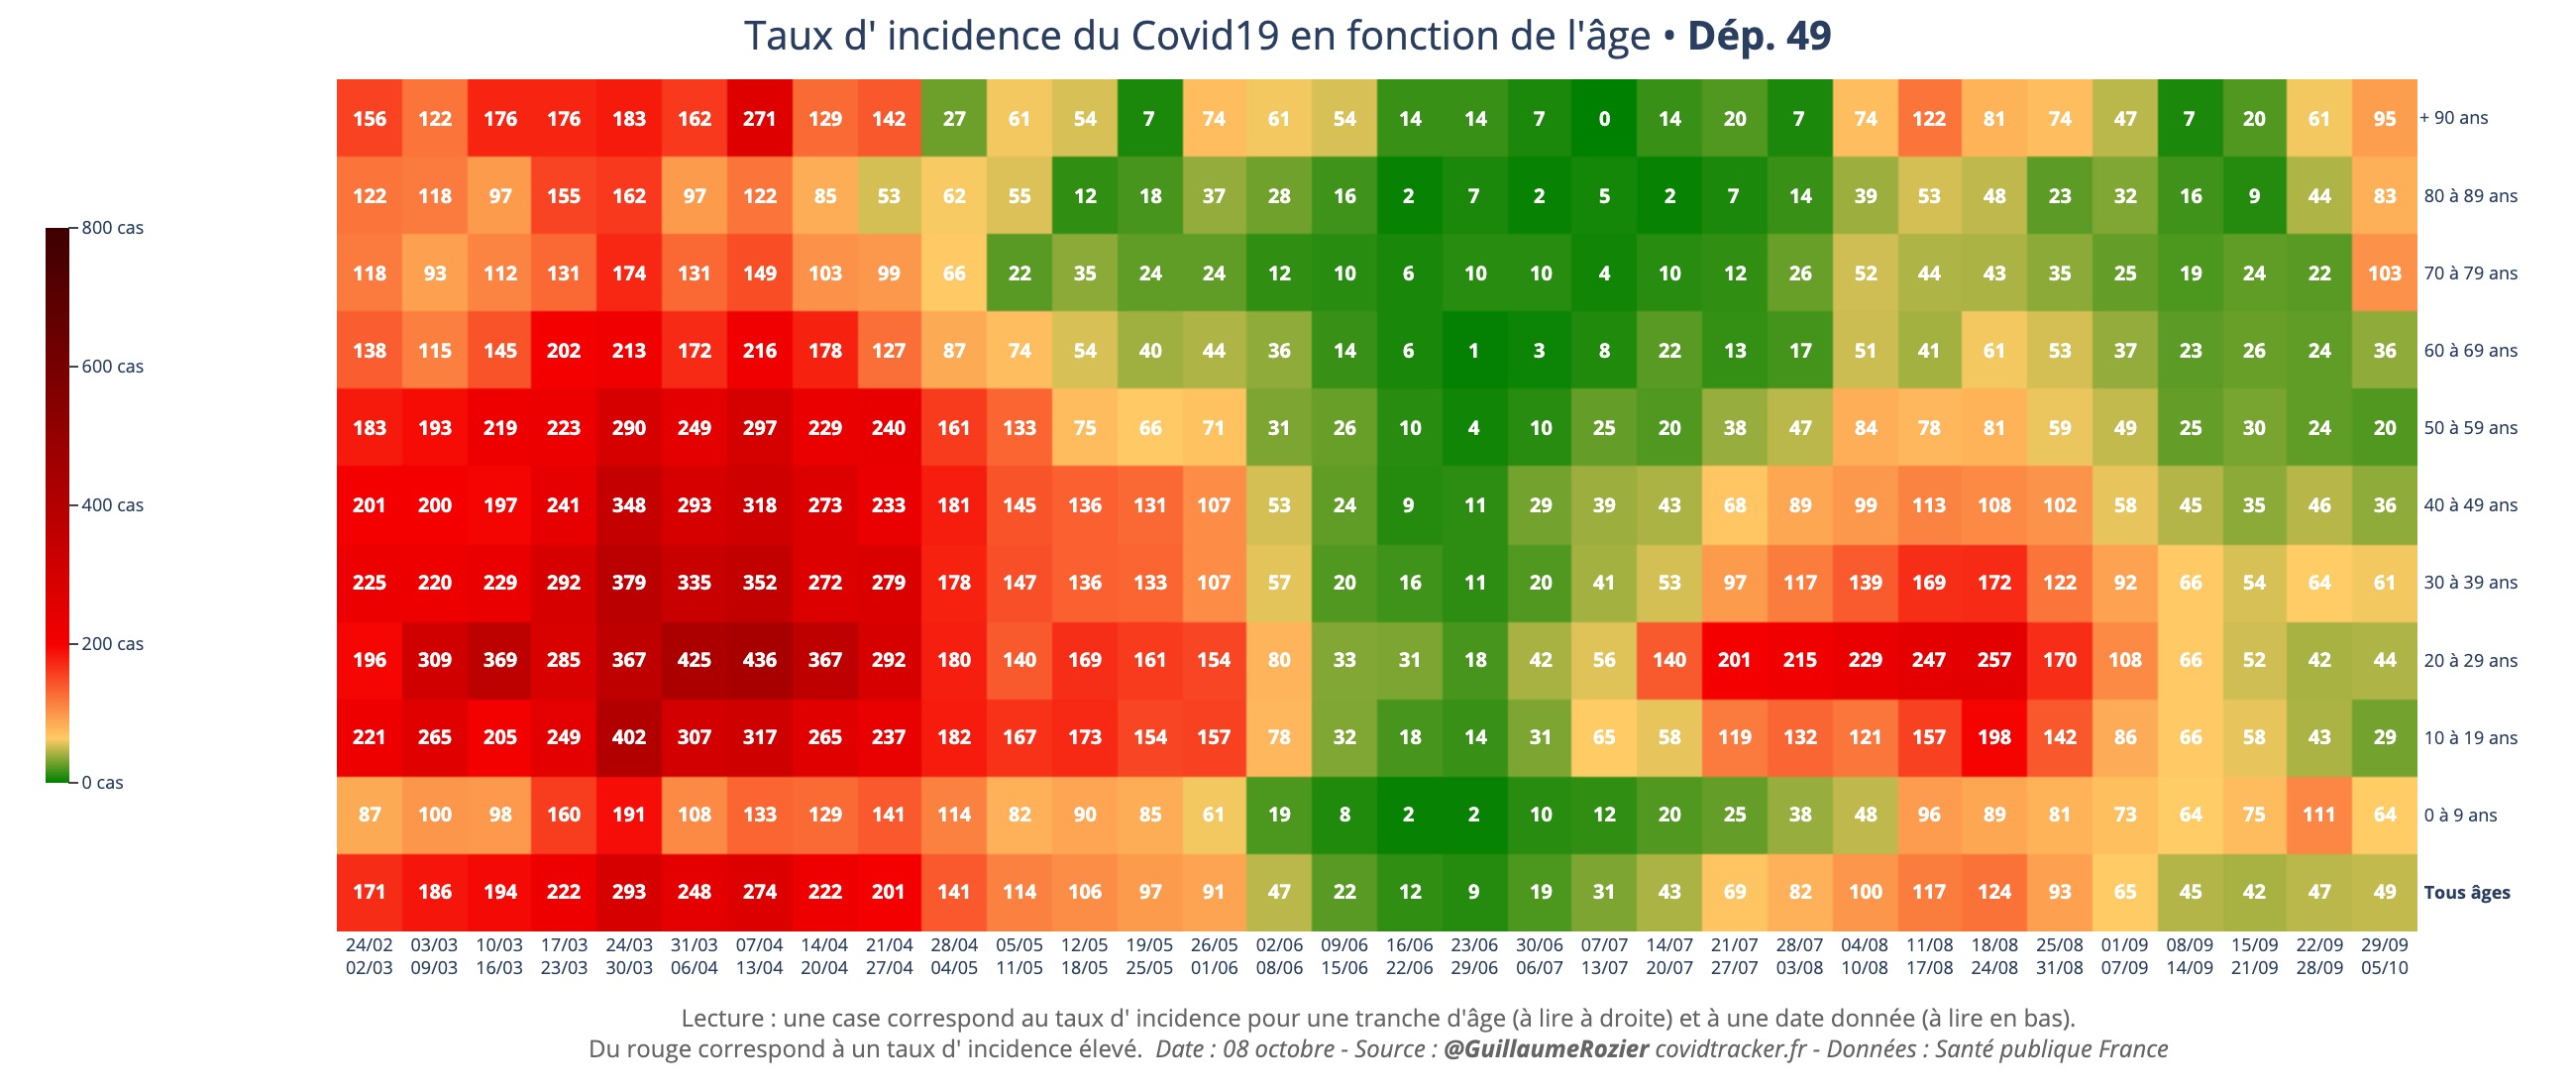 Taux d' incidence du Covid19 en fonction de l'âge • Dép. 49
156 122 176 176 183 162 271 129 142 27 61 54 7 74 61 54 14 14 7 0 14 20 7 74 122 81 74 47 7 20 61 95 + 90 ans
122 118 97 155 162 97 122 85 53 62 55 12 18 37 28 16 2 7 2 5 2 7 14 39 53 48 23 32 16 9 44 83 80 à 89 ans
800 cas
118 93 112 131 174 131 149 103 99 66 22 35 24 24 12 10 6 10 10 4 10 12 26 52 44 43 35 25 19 24 22 103 70 à 79 ans
138 115 145 202 213 172 216 178 127 87 74 54 40 44 36 14 6 1 3 8 22 13 17 51 41 61 53 37 23 26 24 36 60 à 69 ans
600 cas
183 193 219 223 290 249 297 229 240 161 133 75 66 71 31 26 10 4 10 25 20 38 47 84 78 81 59 49 25 30 24 20 50 à 59 ans
400 cas
201 200 197 241 348 293 318 273 233 181 145 136 131 107 53 24 9 11 29 39 43 68 89 99 113 108 102 58 45 35 46 36 40 à 49 ans
225 220 229 292 379 335 352 272 279 178 147 136 133 107 57 20 16 11 20 41 53 97 117 139 169 172 122 92 66 54 64 61 30 à 39 ans
200 cas
196 309 369 285 367 425 436 367 292 180 140 169 161 154 80 33 31 18 42 56 140 201 215 229 247 257 170 108 66 52 42 44 20 à 29 ans
221 265 205 249 402 307 317 265 237 182 167 173 154 157 78 32 18 14 31 65 58 119 132 121 157 198 142 86 66 58 43 29 10 à 19 ans
0 cas
87 100 98 160 191 108 133 129 141 114 82 90 85 61 19 8 2 2 10 12 20 25 38 48 96 89 81 73 64 75 111 64 0 à 9 ans
171 186 194 222 293 248 274 222 201 141 114 106 97 91 47 22 12 9 19 31 43 69 82 100 117 124 93 65 45 42 47 49 Tous âges
24/02 03/03 10/03 17/03 24/03 31/03 07/04 14/04 21/04 28/04 05/05 12/05 19/05 26/05 02/06 09/06 16/06 23/06 30/06 07/07 14/07 21/07 28/07 04/08 11/08 18/08 25/08 01/09 08/09 15/09 22/09 29/09
02/03 09/03 16/03 23/03 30/03 06/04 13/04 20/04 27/04 04/05 11/05 18/05 25/05 01/06 08/06 15/06 22/06 29/06 06/07 13/07 20/07 27/07 03/08 10/08 17/08 24/08 31/08 07/09 14/09 21/09 28/09 05/10
Lecture : une case correspond au taux d' incidence pour une tranche d'âge (à lire à droite) et à une date donnée (à lire en bas).
Du rouge correspond à un taux d' incidence élevé. Date : 08 octobre - Source : @GuillaumeRozier covidtracker.fr - Données : Santé publique France